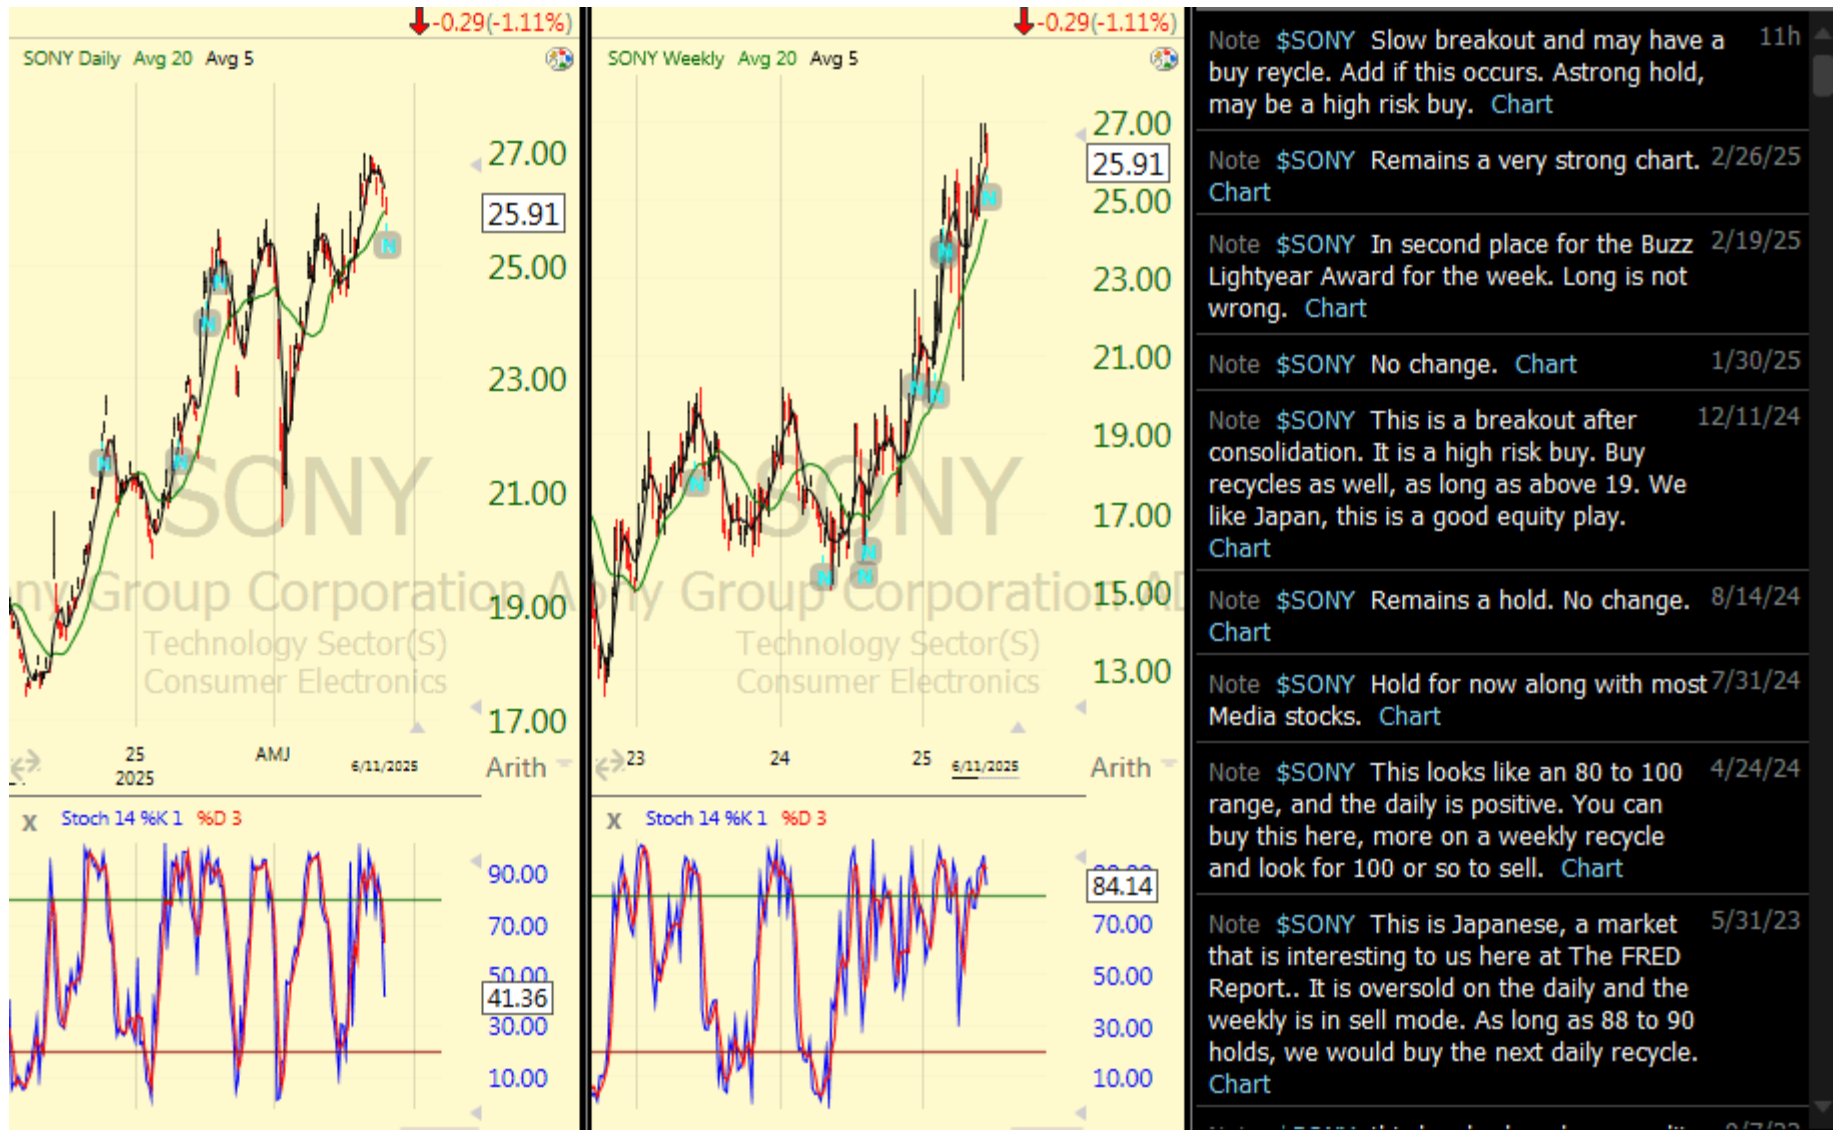 -0.29(-1.11%)
SONY Daily Avg 20 Avg 5
27.00
25.91
25.00
23.00
21.00
19.00
17.00
SONY
ny Group Corporation A
Technology Sector(S)
Consumer Electronics
N
N
N
N
N
25
2025
AMJ
6/11/2025
Arith
X Stoch 14 %K 1 %D 3
90.00
70.00
50.00
41.36
30.00
10.00
-0.29(-1.11%)
SONY Weekly Avg 20 Avg 5
27.00
25.91
25.00
23.00
21.00
19.00
17.00
15.00
13.00
SONY
ny Group Corporation AD
Technology Sector(S)
Consumer Electronics
N
N
N
N
N
N
N
N
23
24
25
6/11/2025
Arith
X Stoch 14 %K 1 %D 3
84.14
70.00
50.00
30.00
10.00
Note $SONY Slow breakout and may have a 11h
buy reycle. Add if this occurs. Astrong hold,
may be a high risk buy. Chart
Note $SONY Remains a very strong chart. 2/26/25
Chart
Note $SONY In second place for the Buzz 2/19/25
Lightyear Award for the week. Long is not
wrong. Chart
Note $SONY No change. Chart 1/30/25
Note $SONY This is a breakout after 12/11/24
consolidation. It is a high risk buy. Buy
recycles as well, as long as above 19. We
like Japan, this is a good equity play.
Chart
Note $SONY Remains a hold. No change. 8/14/24
Chart
Note $SONY Hold for now along with most 7/31/24
Media stocks. Chart
Note $SONY This looks like an 80 to 100 4/24/24
range, and the daily is positive. You can
buy this here, more on a weekly recycle
and look for 100 or so to sell. Chart
Note $SONY This is Japanese, a market 5/31/23
that is interesting to us here at The FRED
Report.. It is oversold on the daily and the
weekly is in sell mode. As long as 88 to 90
holds, we would buy the next daily recycle.
Chart